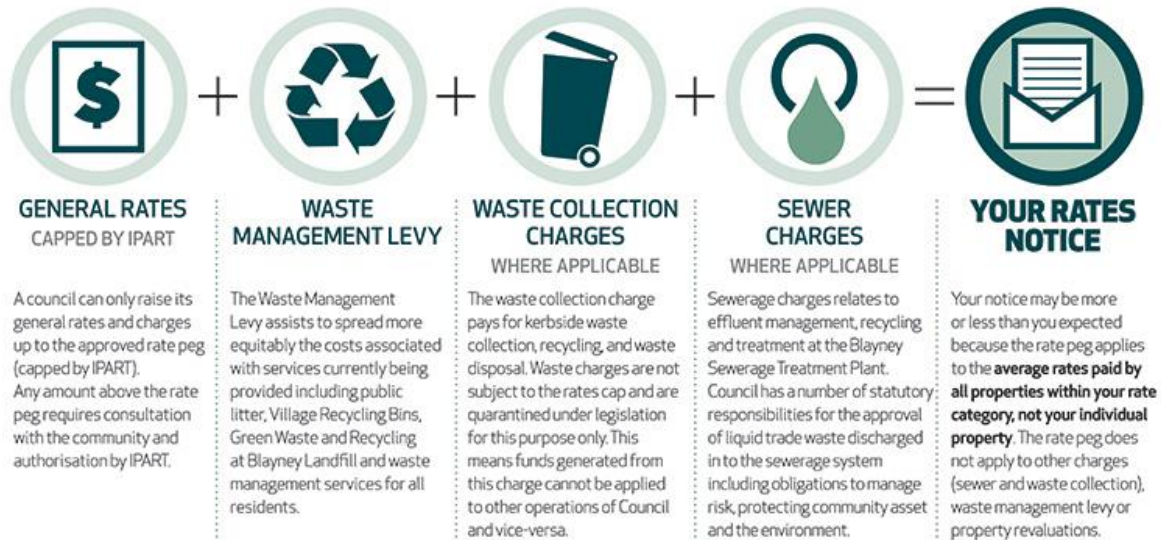 $
+
+
+
=
GENERAL RATES
CAPPED BY IPART
A council can only raise its
general rates and charges
up to the approved rate peg
(capped by IPART).
Any amount above the rate
peg requires consultation
with the community and
authorisation by IPART.
WASTE
MANAGEMENT LEVY
The Waste Management
Levy assists to spread more
equitably the costs associated
with services currently being
provided including public
litter, Village Recycling Bins,
Green Waste and Recycling
at Blayney Landfill and waste
management services for all
residents.
WASTE COLLECTION
CHARGES
WHERE APPLICABLE
The waste collection charge
pays for kerbside waste
collection, recycling, and waste
disposal. Waste charges are not
subject to the rates cap and are
quarantined under legislation
for this purpose only. This
means funds generated from
this charge cannot be applied
to other operations of Council
and vice-versa.
SEWER
CHARGES
WHERE APPLICABLE
Sewerage charges relates to
effluent management, recycling
and treatment at the Blayney
Sewerage Treatment Plant.
Council has a number of statutory
responsibilities for the approval
of liquid trade waste discharged
in to the sewerage system
including obligations to manage
risk, protecting community asset
and the environment.
YOUR RATES
NOTICE
Your notice may be more
or less than you expected
because the rate peg applies
to the average rates paid by
all properties within your rate
category, not your individual
property. The rate peg does
not apply to other charges
(sewer and waste collection),
waste management levy or
property revaluations.